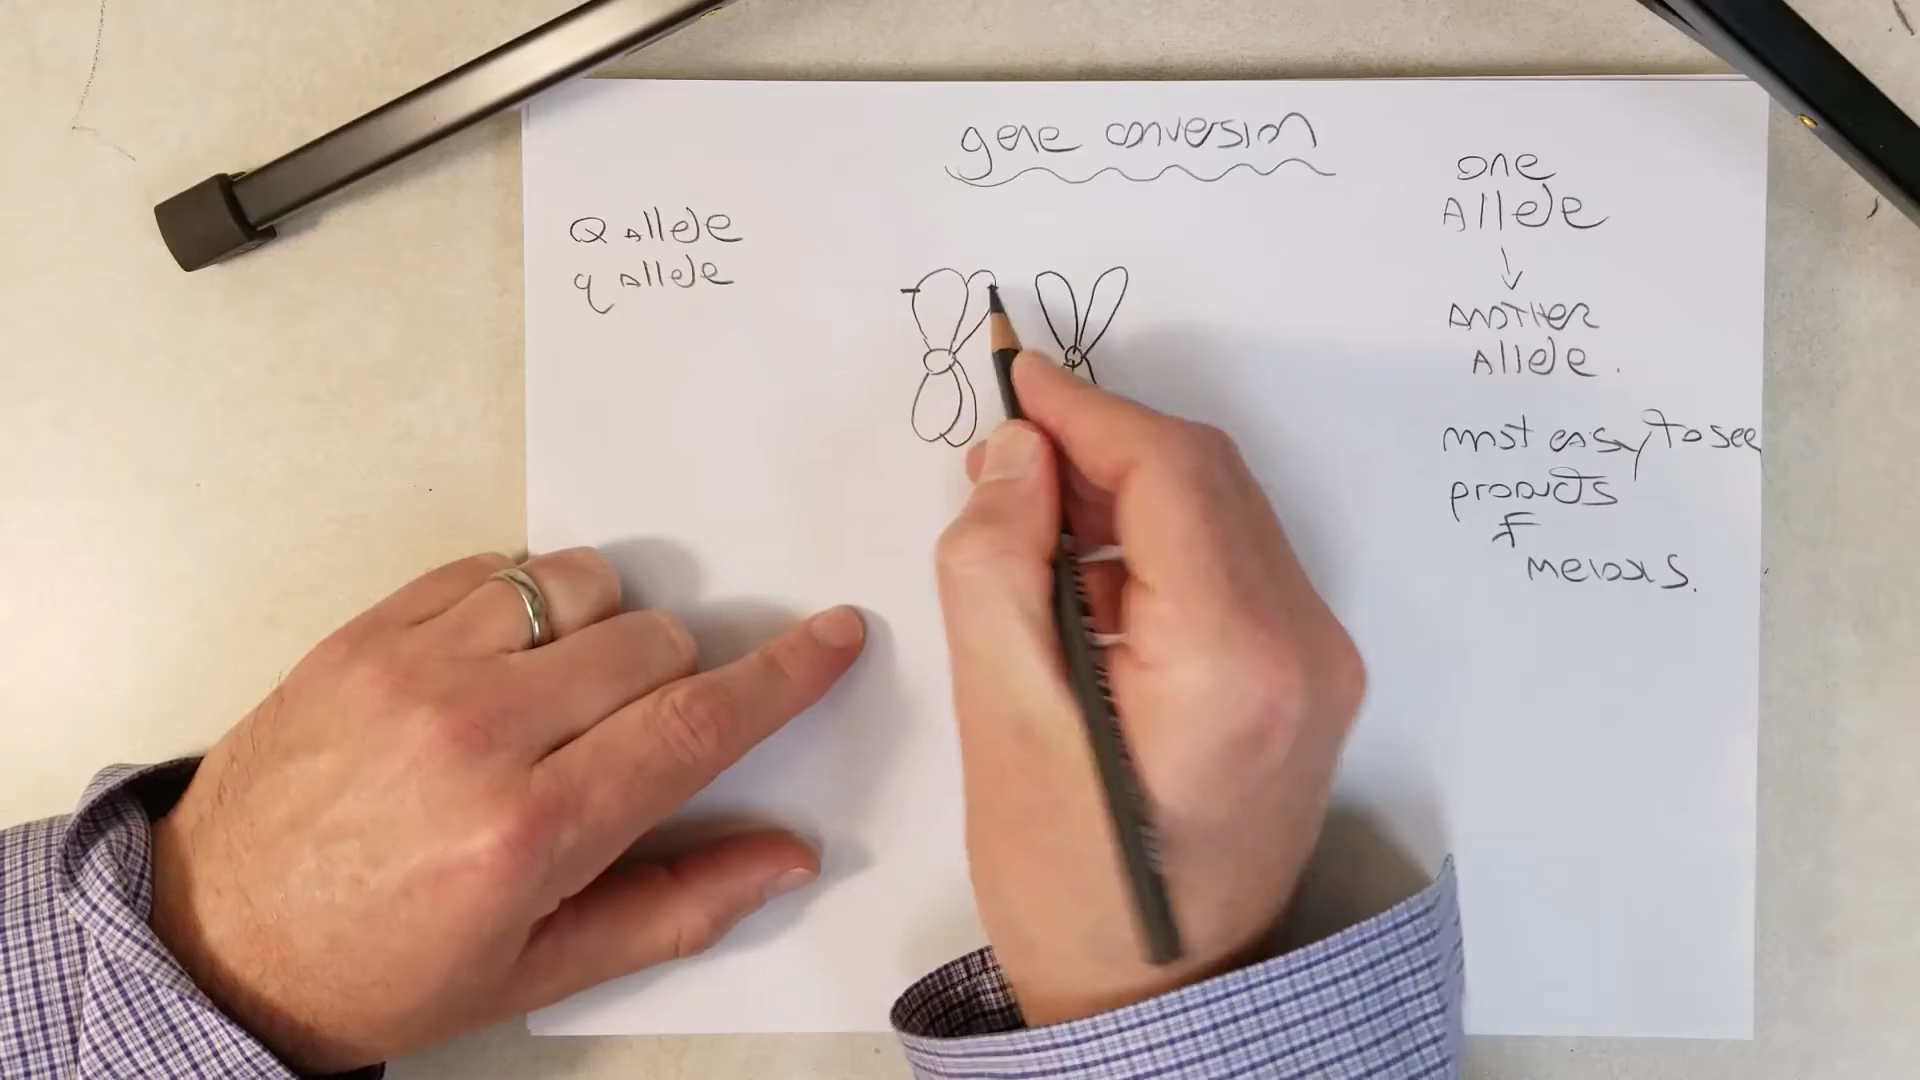 gene conversion
Q allele
q allele
one
Allele
Another
Allele.
most easy to see
products
of
meiosis.